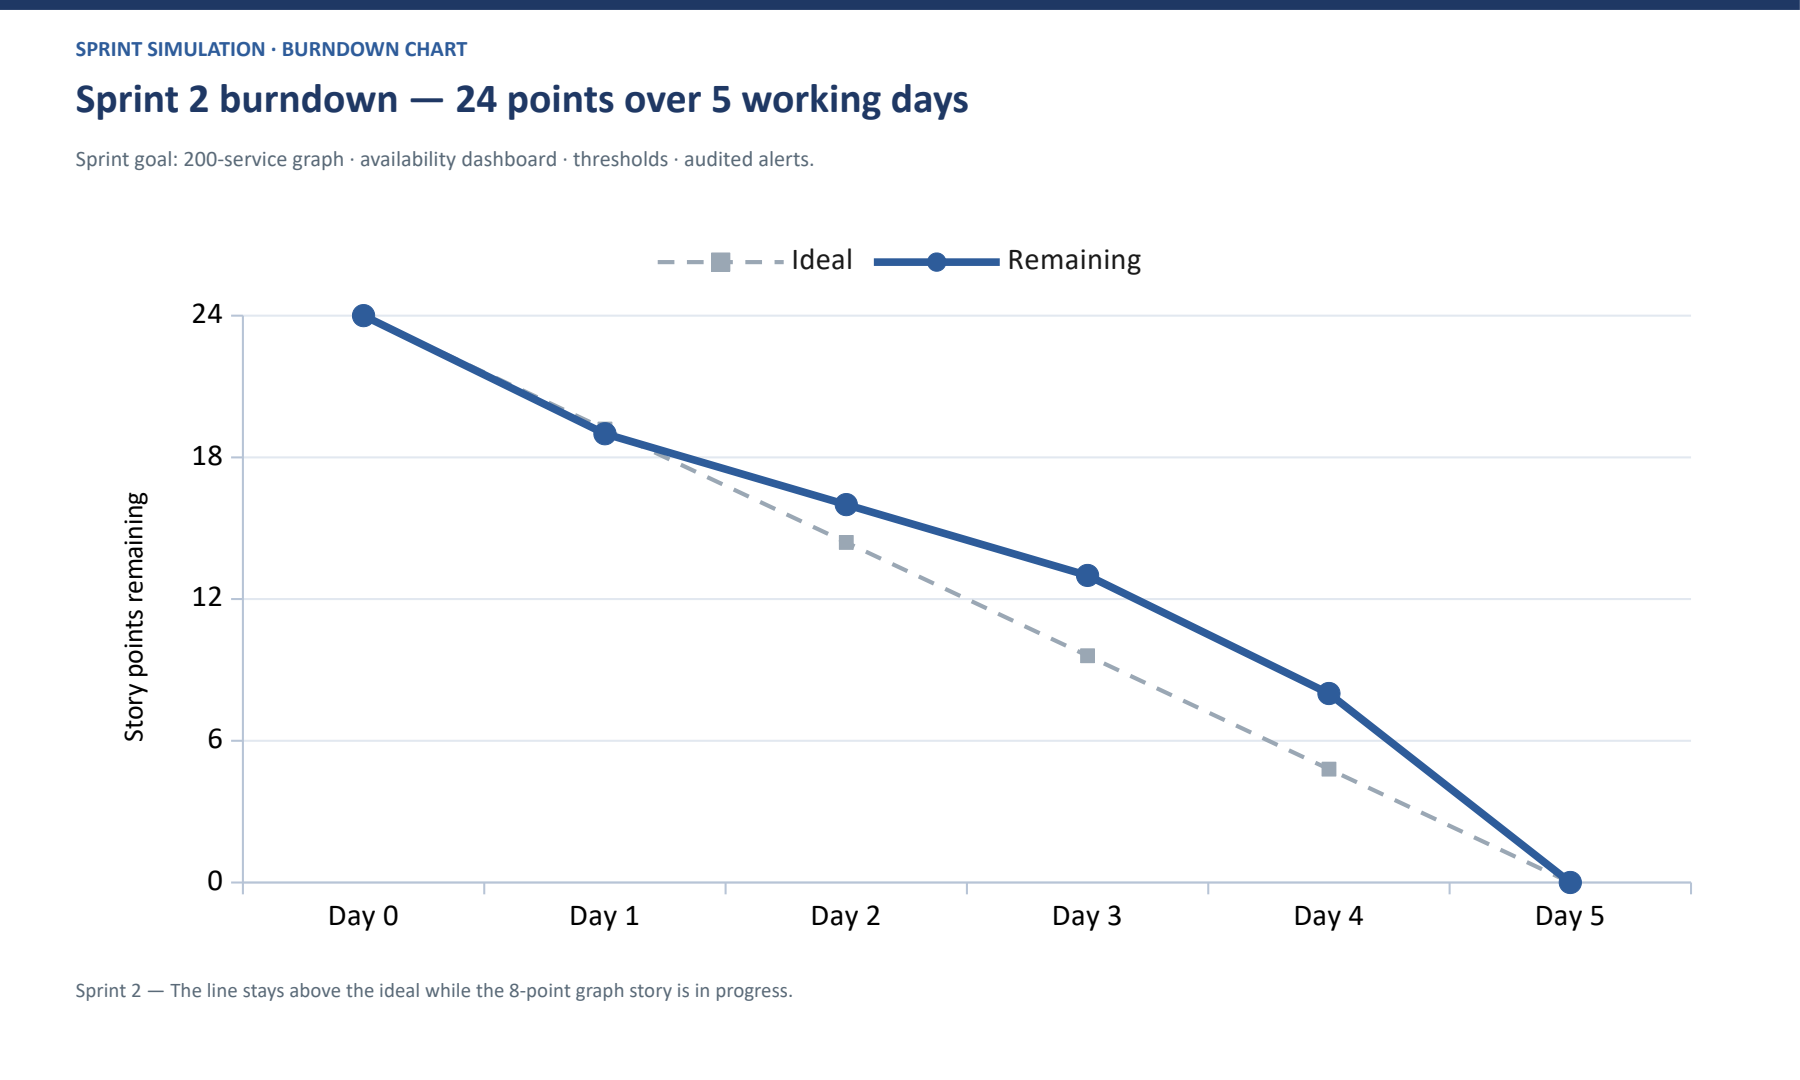 SPRINT SIMULATION · BURNDOWN CHART
Sprint 2 burndown — 24 points over 5 working days
Sprint goal: 200-service graph · availability dashboard · thresholds · audited alerts.
Ideal
Remaining
24
18
12
6
0
Story points remaining
Day 0
Day 1
Day 2
Day 3
Day 4
Day 5
Sprint 2 — The line stays above the ideal while the 8-point graph story is in progress.